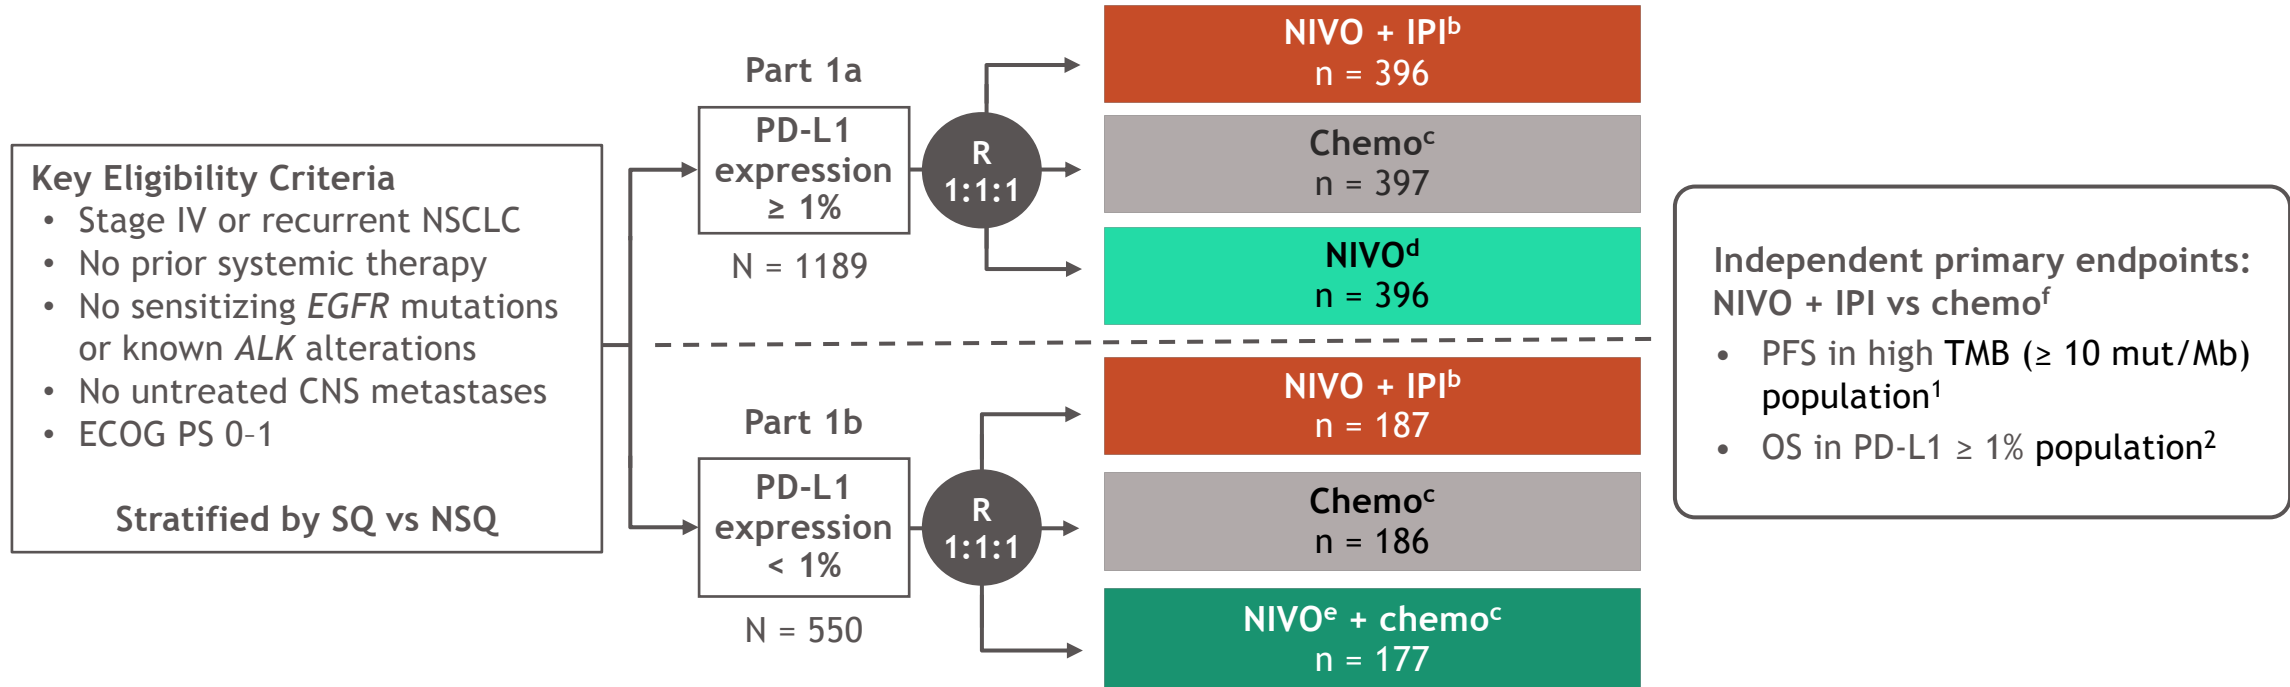 Key Eligibility Criteria
• Stage IV or recurrent NSCLC
• No prior systemic therapy
• No sensitizing EGFR mutations
or known ALK alterations
• No untreated CNS metastases
• ECOG PS 0–1
Stratified by SQ vs NSQ
Part 1a
PD-L1
expression
≥ 1%
N = 1189
R
1:1:1
NIVO + IPIᵇ
n = 396
Chemoᶜ
n = 397
NIVOᵈ
n = 396
Part 1b
PD-L1
expression
< 1%
N = 550
R
1:1:1
NIVO + IPIᵇ
n = 187
Chemoᶜ
n = 186
NIVOᵉ + chemoᶜ
n = 177
Independent primary endpoints:
NIVO + IPI vs chemoᶠ
• PFS in high TMB (≥ 10 mut/Mb)
population¹
• OS in PD-L1 ≥ 1% population²